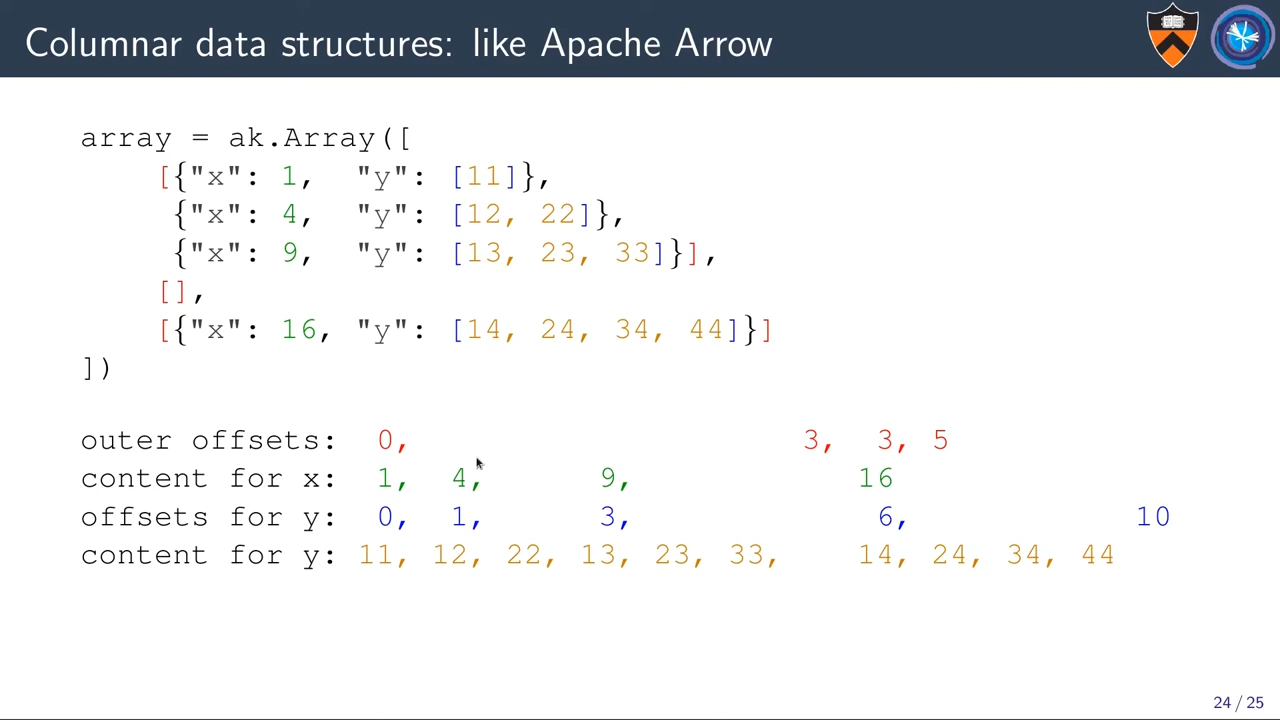 Columnar data structures: like Apache Arrow
array = ak.Array([
[{"x": 1, "y": [11]},
{"x": 4, "y": [12, 22]},
{"x": 9, "y": [13, 23, 33]}],
[],
[{"x": 16, "y": [14, 24, 34, 44]}]
])
outer offsets: 0, 3, 3, 5
content for x: 1, 4, 9, 16
offsets for y: 0, 1, 3, 6, 10
content for y: 11, 12, 22, 13, 23, 33, 14, 24, 34, 44
24 / 25